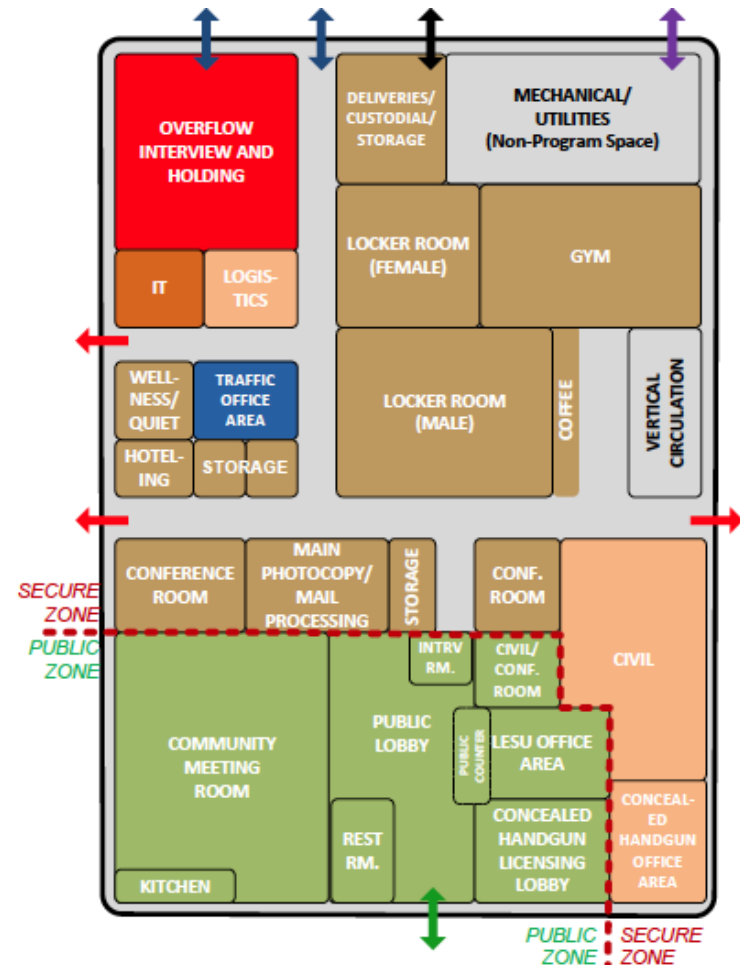 OVERFLOW
INTERVIEW AND
HOLDING
DELIVERIES/
CUSTODIAL/
STORAGE
MECHANICAL/
UTILITIES
(Non-Program Space)
IT
LOGIS-
TICS
LOCKER ROOM
(FEMALE)
GYM
WELL-
NESS/
QUIET
TRAFFIC
OFFICE
AREA
HOTEL-
ING
STORAGE
LOCKER ROOM
(MALE)
COFFEE
VERTICAL
CIRCULATION
CONFERENCE
ROOM
MAIN
PHOTOCOPY/
MAIL
PROCESSING
STORAGE
CONF.
ROOM
CIVIL
SECURE
ZONE
PUBLIC
ZONE
INTRV
RM.
CIVIL/
CONF.
ROOM
COMMUNITY
MEETING
ROOM
PUBLIC
LOBBY
PUBLIC
COUNTER
LESU OFFICE
AREA
REST
RM.
CONCEALED
HANDGUN
LICENSING
LOBBY
CONCEAL-
ED
HANDGUN
OFFICE
AREA
KITCHEN
PUBLIC
ZONE
SECURE
ZONE